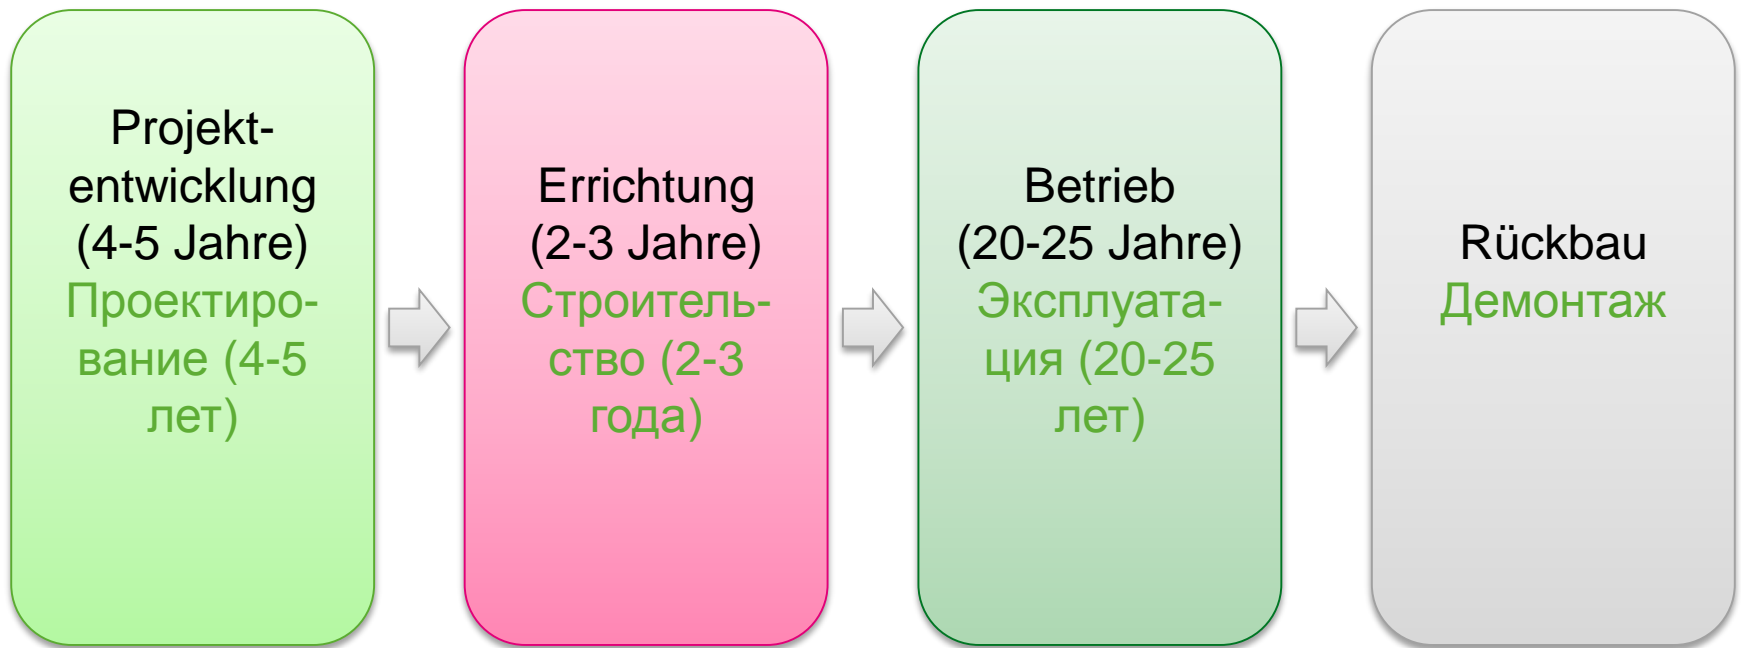 Projekt-
entwicklung
(4-5 Jahre)
Проектиро-
вание (4-5
лет)
Errichtung
(2-3 Jahre)
Строитель-
ство (2-3
года)
Betrieb
(20-25 Jahre)
Эксплуата-
ция (20-25
лет)
Rückbau
Демонтаж